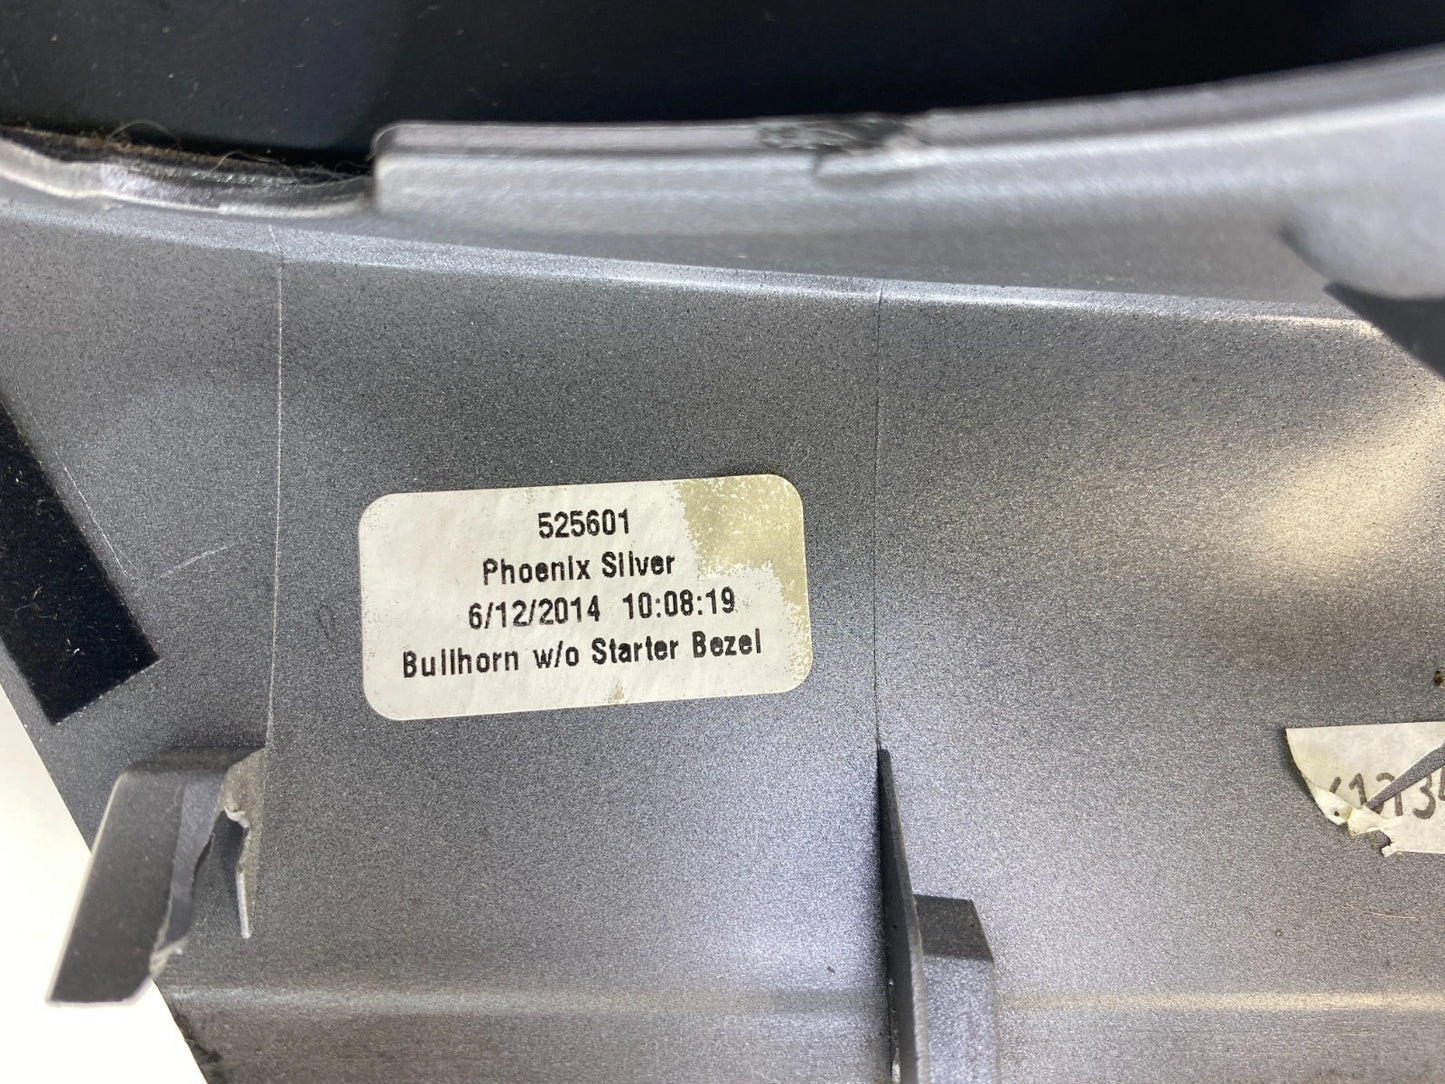 525601
Phoenix Silver
6/12/2014 10:08:19
Bullhorn w/o Starter Bezel